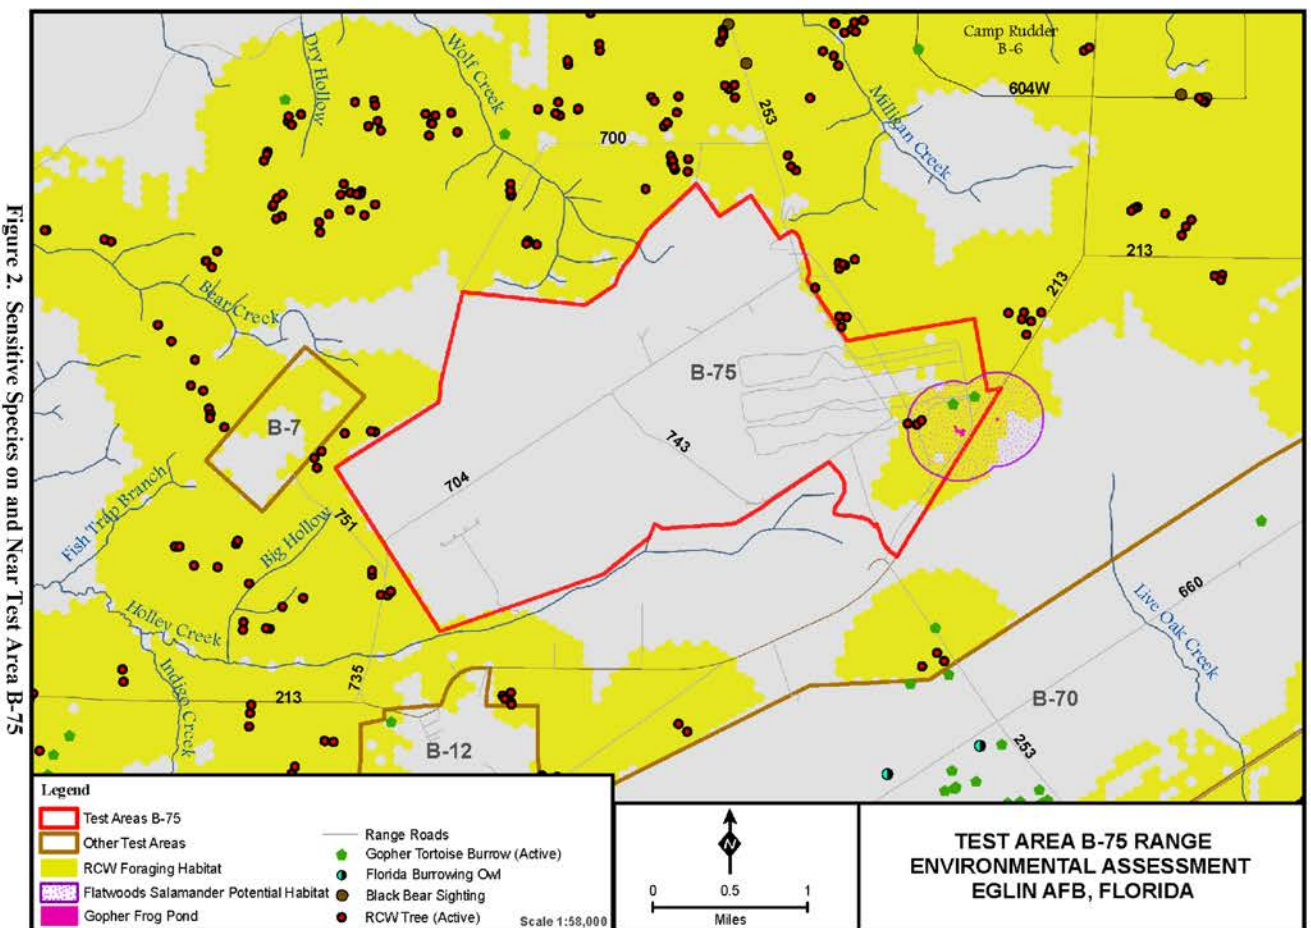 Figure 2. Sensitive Species on and Near Test Area B-75
Dry Hollow
Wolf Creek
253
Camp Rudder
B-6
604W
Milligan Creek
700
213
213
Bear Creek
B-75
B-7
743
704
751
Fish Trap Branch
Big Hollow
Holley Creek
Indigo Creek
735
213
B-12
660
Live Oak Creek
B-70
253
Legend
Test Areas B-75
Other Test Areas
RCW Foraging Habitat
Flatwoods Salamander Potential Habitat
Gopher Frog Pond
Range Roads
Gopher Tortoise Burrow (Active)
Florida Burrowing Owl
Black Bear Sighting
RCW Tree (Active)
Scale 1:58,000
N
0 0.5 1
Miles
TEST AREA B-75 RANGE
ENVIRONMENTAL ASSESSMENT
EGLIN AFB, FLORIDA